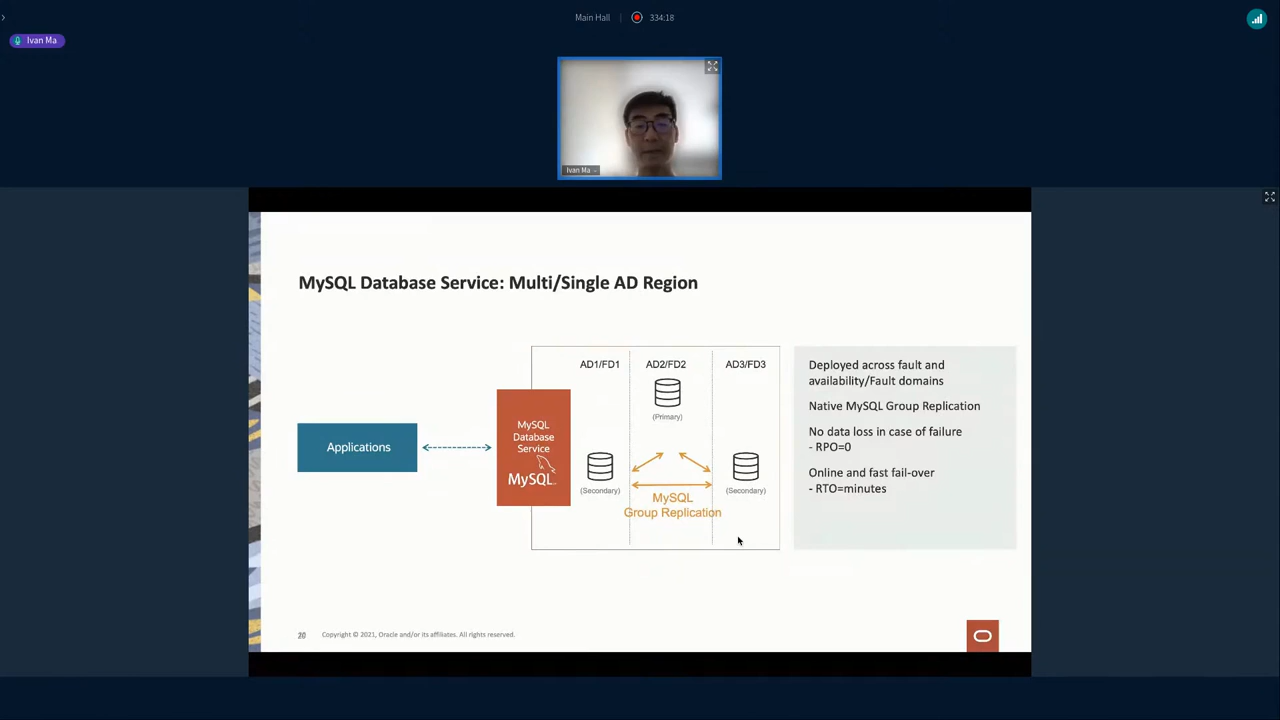 Main Hall
334:18
Ivan Ma
Ivan Ma
MySQL Database Service: Multi/Single AD Region
AD1/FD1
AD2/FD2
AD3/FD3
(Primary)
Applications
MySQL
Database
Service
MySQL
(Secondary)
(Secondary)
MySQL
Group Replication
Deployed across fault and
availability/Fault domains
Native MySQL Group Replication
No data loss in case of failure
- RPO=0
Online and fast fail-over
- RTO=minutes
20
Copyright © 2021, Oracle and/or its affiliates. All rights reserved.